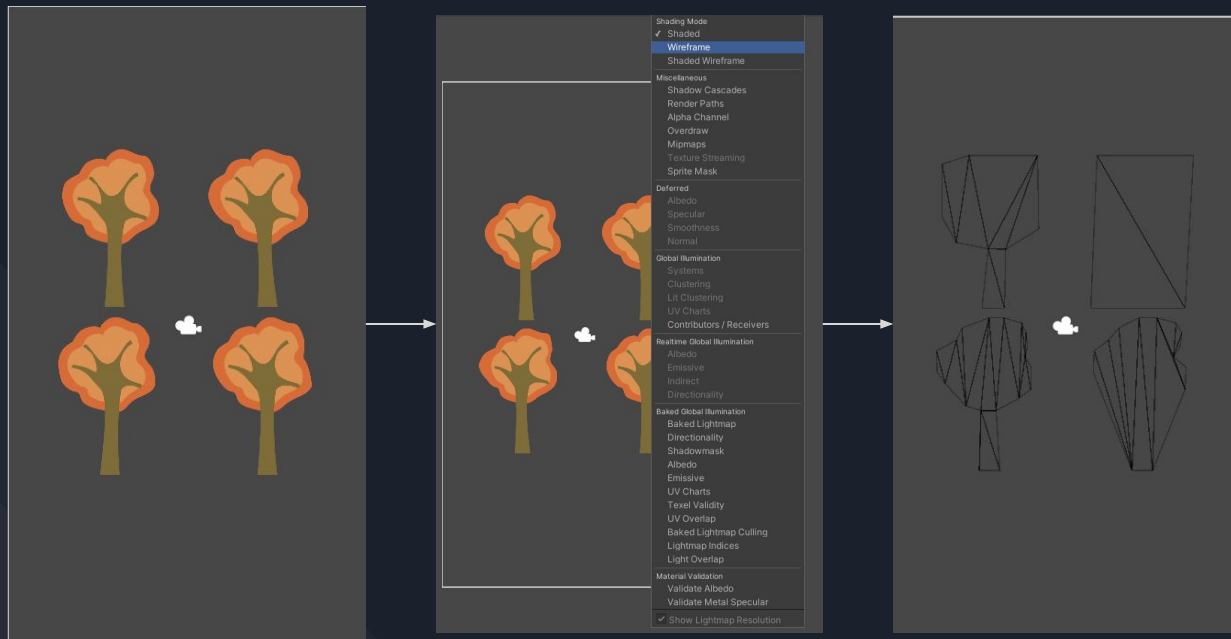 Shading Mode
✓ Shaded
Wireframe
Shaded Wireframe
Miscellaneous
Shadow Cascades
Render Paths
Alpha Channel
Overdraw
Mipmaps
Texture Streaming
Sprite Mask
Deferred
Albedo
Specular
Smoothness
Normal
Global Illumination
Systems
Clustering
Lit Clustering
UV Charts
Contributors / Receivers
Realtime Global Illumination
Albedo
Emissive
Indirect
Directionality
Baked Global Illumination
Baked Lightmap
Directionality
Shadowmask
Albedo
Emissive
UV Charts
Texel Validity
UV Overlap
Baked Lightmap Culling
Lightmap Indices
Light Overlap
Material Validation
Validate Albedo
Validate Metal Specular
✓ Show Lightmap Resolution